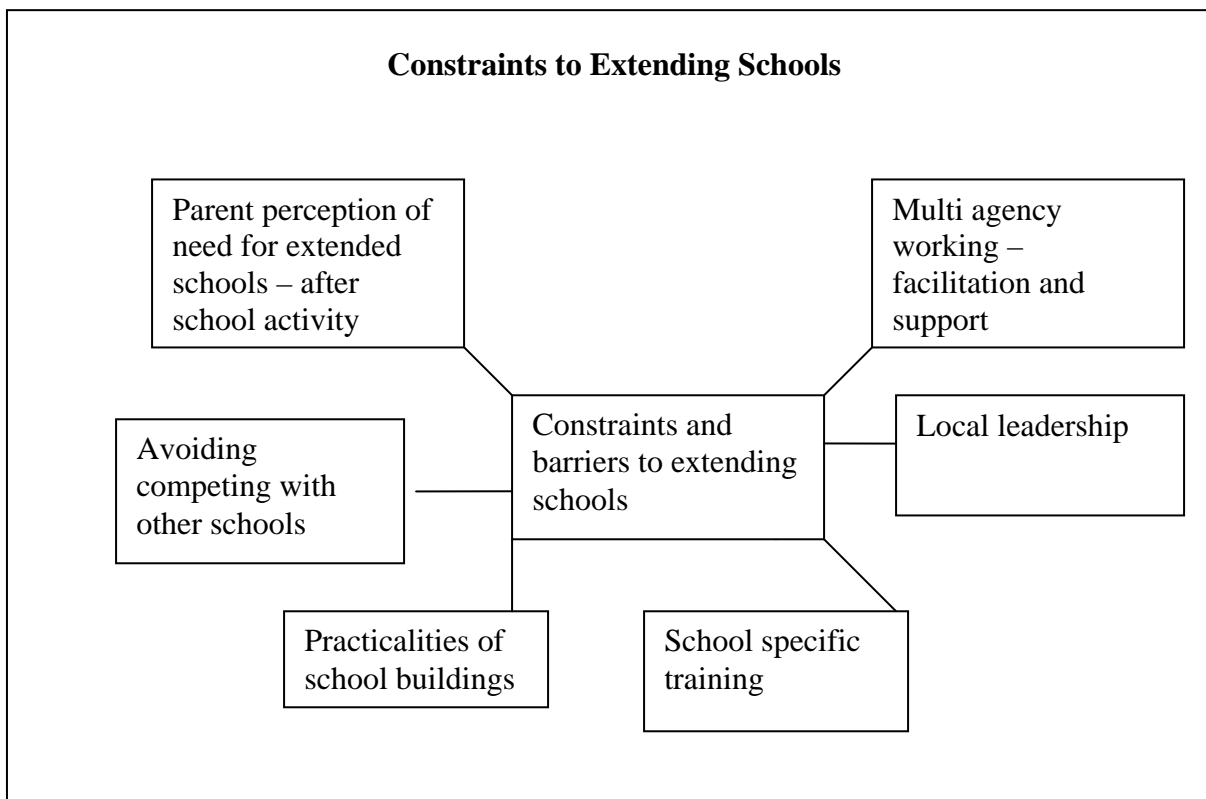 Constraints to Extending Schools
Parent perception of
need for extended
schools – after
school activity
Multi agency
working –
facilitation and
support
Constraints and
barriers to extending
schools
Local leadership
Avoiding
competing with
other schools
Practicalities of
school buildings
School specific
training